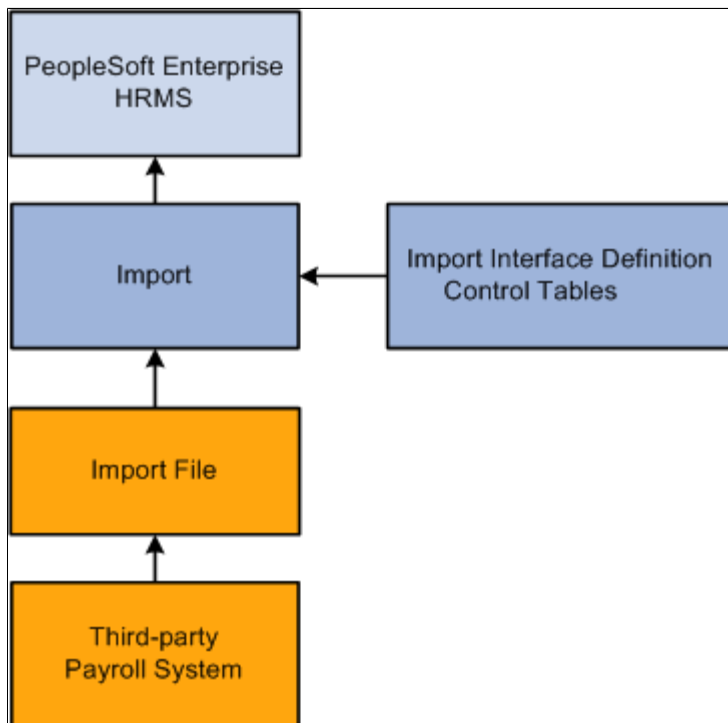 PeopleSoft Enterprise
HRMS
Import
Import Interface Definition
Control Tables
Import File
Third-party
Payroll System